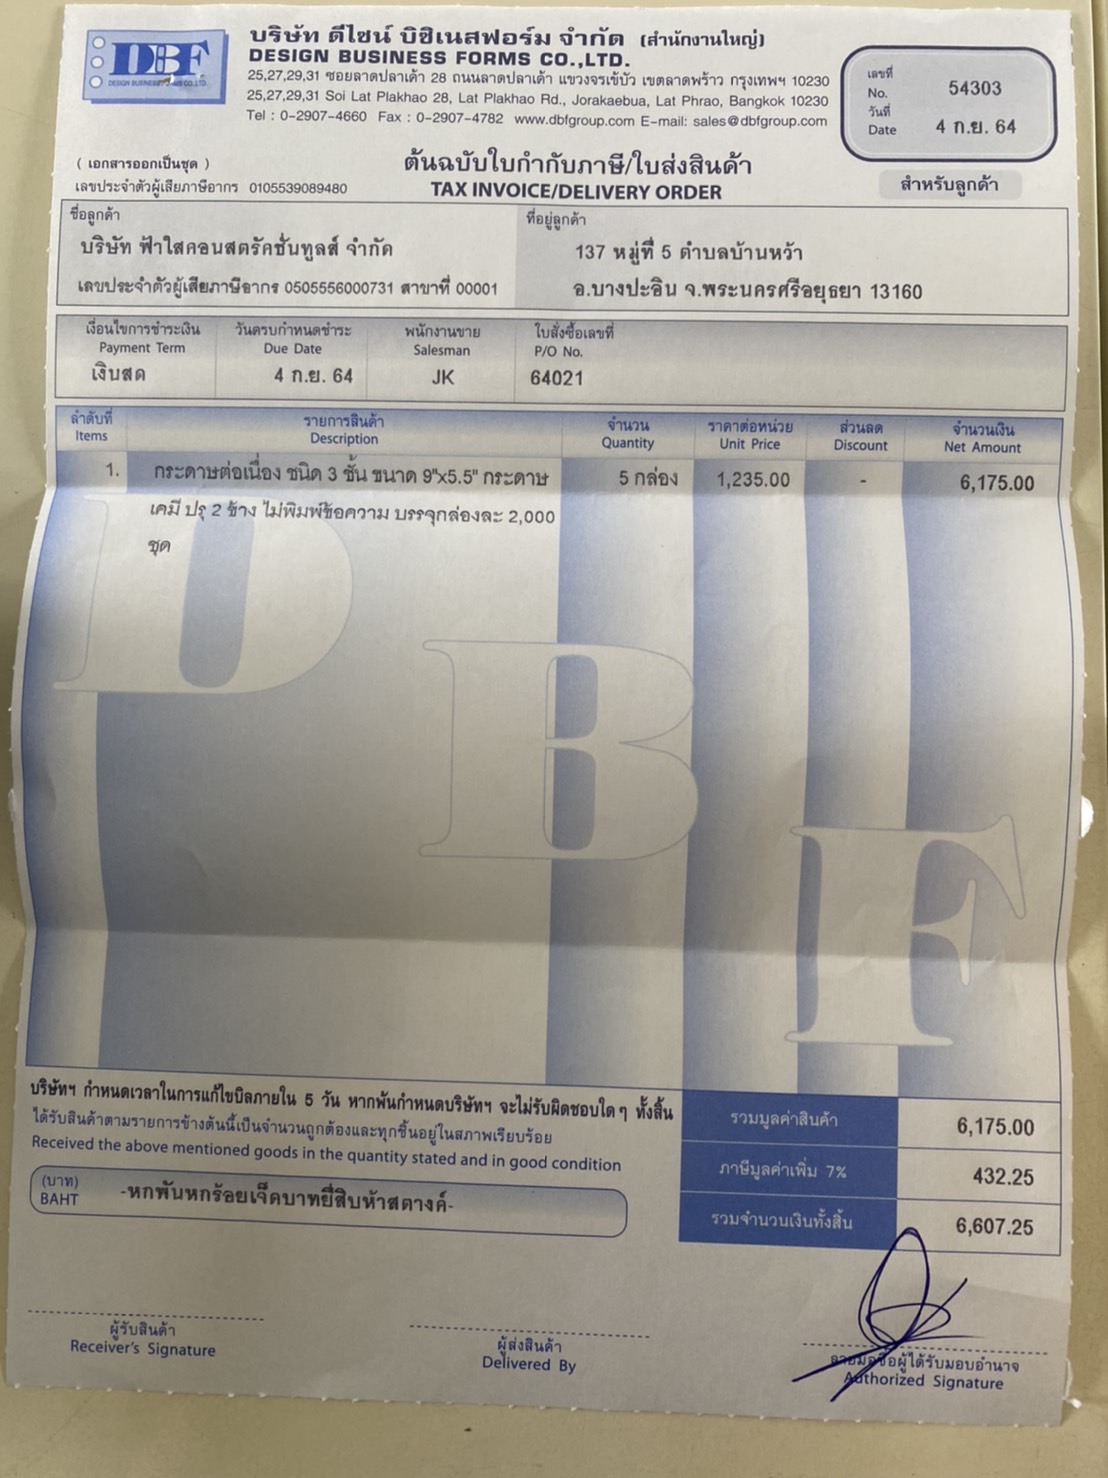 DBF
DESIGN BUSINESS FORMS CO.,LTD.
บริษัท ดีไซน์ บิซิเนสฟอร์ม จำกัด (สำนักงานใหญ่)
DESIGN BUSINESS FORMS CO.,LTD.
25,27,29,31 ซอยลาดปลาเค้า 28 ถนนลาดปลาเค้า แขวงจรเข้บัว เขตลาดพร้าว กรุงเทพฯ 10230
25,27,29,31 Soi Lat Plakhao 28, Lat Plakhao Rd., Jorakaebua, Lat Phrao, Bangkok 10230
Tel : 0-2907-4660 Fax : 0-2907-4782 www.dbfgroup.com E-mail: sales@dbfgroup.com
เลขที่
No. 54303
วันที่
Date 4 ก.ย. 64
( เอกสารออกเป็นชุด )
ต้นฉบับใบกำกับภาษี/ใบส่งสินค้า
เลขประจำตัวผู้เสียภาษีอากร 0105539089480
TAX INVOICE/DELIVERY ORDER
สำหรับลูกค้า
ชื่อลูกค้า
บริษัท ฟ้าใสคอนสตรัคชั่นทูลส์ จำกัด
เลขประจำตัวผู้เสียภาษีอากร 0505556000731 สาขาที่ 00001
ที่อยู่ลูกค้า
137 หมู่ที่ 5 ตำบลบ้านหว้า
อ.บางปะอิน จ.พระนครศรีอยุธยา 13160
เงื่อนไขการชำระเงิน วันครบกำหนดชำระ พนักงานขาย ใบสั่งซื้อเลขที่
Payment Term Due Date Salesman P/O No.
เงินสด 4 ก.ย. 64 JK 64021
ลำดับที่ รายการสินค้า จำนวน ราคาต่อหน่วย ส่วนลด จำนวนเงิน
Items Description Quantity Unit Price Discount Net Amount
1. กระดาษต่อเนื่อง ชนิด 3 ชั้น ขนาด 9"x5.5" กระดาษ 5 กล่อง 1,235.00 - 6,175.00
เคมี ปรุ 2 ข้าง ไม่พิมพ์ข้อความ บรรจุกล่องละ 2,000
ชุด
DBF
บริษัทฯ กำหนดเวลาในการแก้ไขบิลภายใน 5 วัน หากพ้นกำหนดบริษัทฯ จะไม่รับผิดชอบใดๆ ทั้งสิ้น
ได้รับสินค้าตามรายการข้างต้นนี้เป็นจำนวนถูกต้องและทุกชิ้นอยู่ในสภาพเรียบร้อย
Received the above mentioned goods in the quantity stated and in good condition
(บาท)
BAHT -หกพันหกร้อยเจ็ดบาทยี่สิบห้าสตางค์-
รวมมูลค่าสินค้า 6,175.00
ภาษีมูลค่าเพิ่ม 7% 432.25
รวมจำนวนเงินทั้งสิ้น 6,607.25
ผู้รับสินค้า
Receiver's Signature
ผู้ส่งสินค้า
Delivered By
ลายมือชื่อผู้ได้รับมอบอำนาจ
Authorized Signature